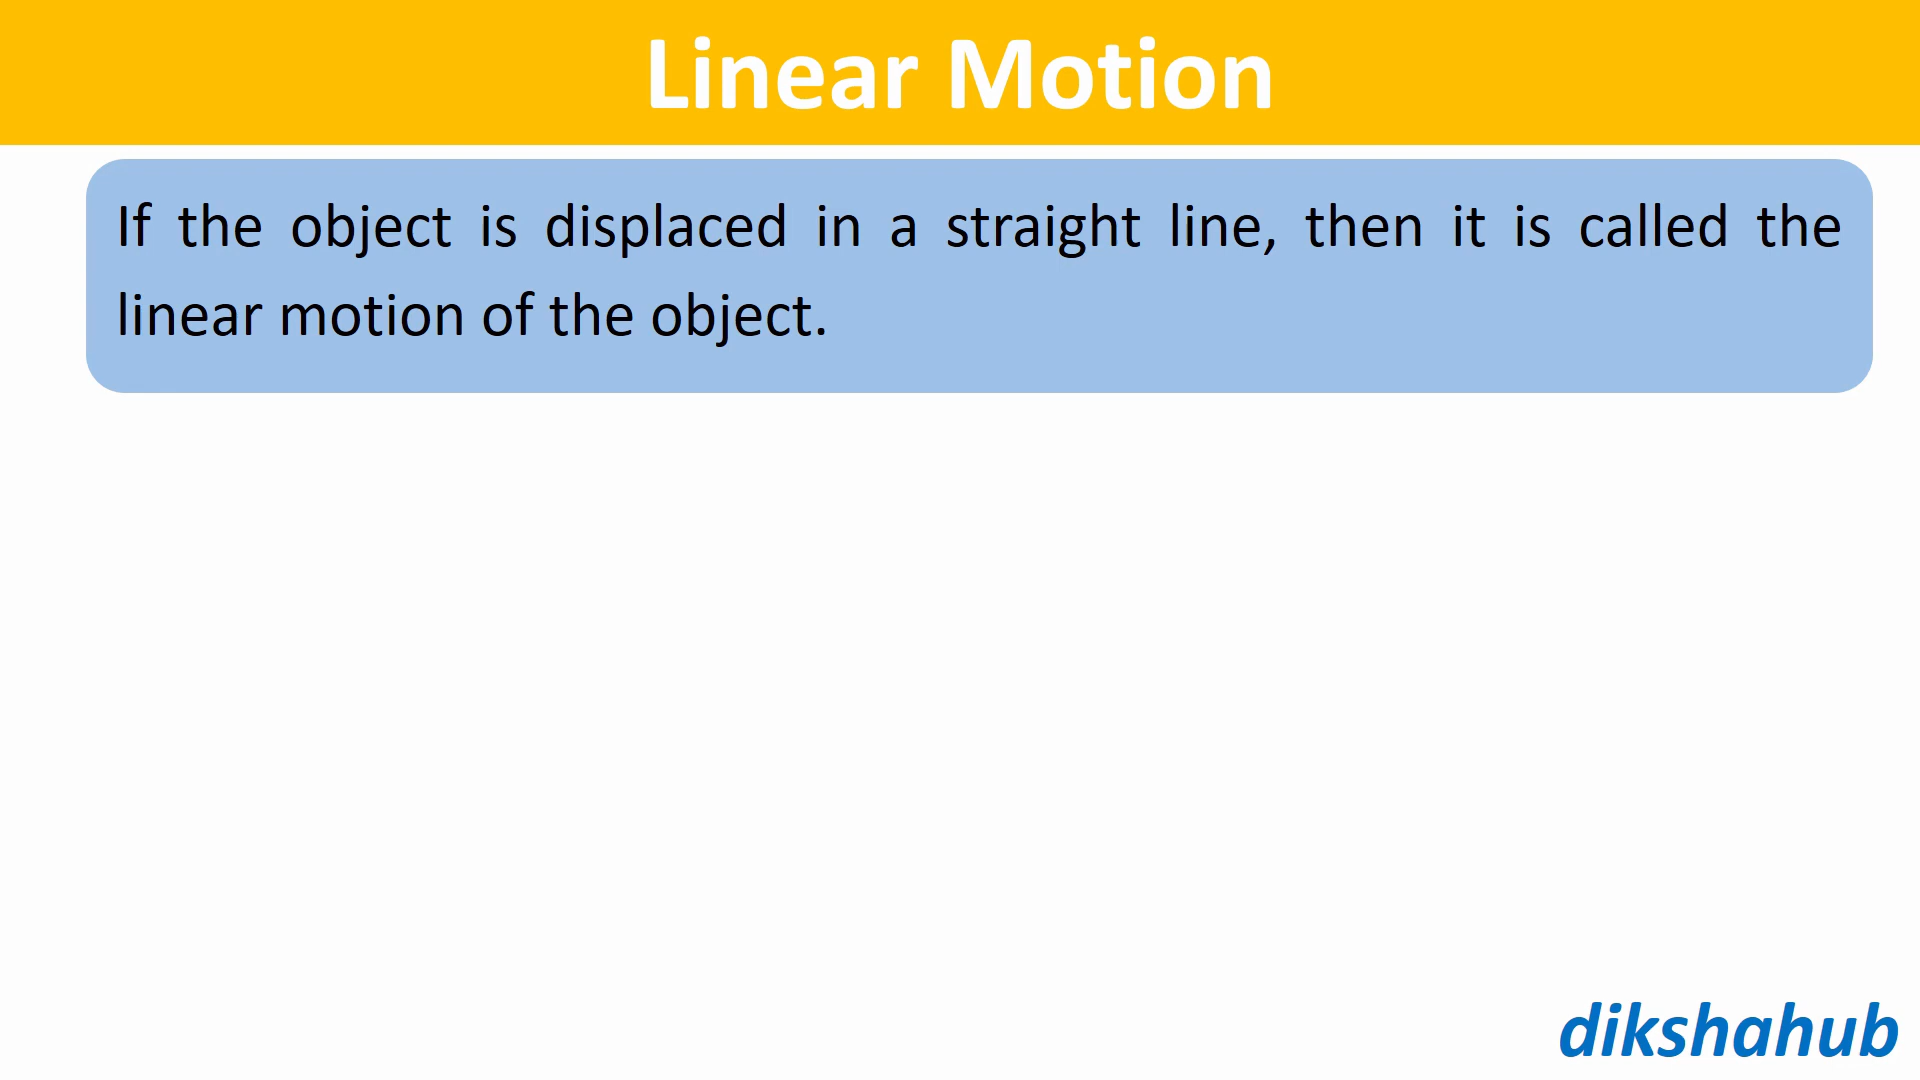 Linear Motion
If the object is displaced in a straight line, then it is called the
linear motion of the object.
dikshahub